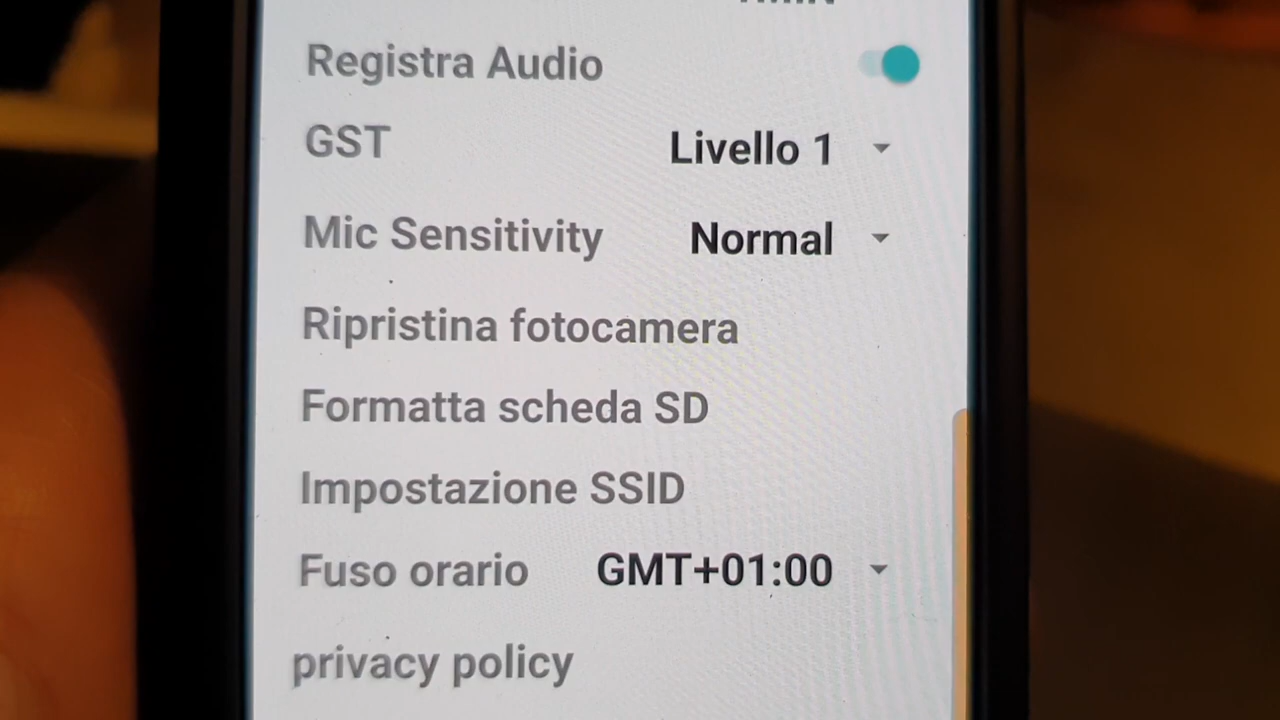 Registra Audio
GST Livello 1
Mic Sensitivity Normal
Ripristina fotocamera
Formatta scheda SD
Impostazione SSID
Fuso orario GMT+01:00
privacy policy